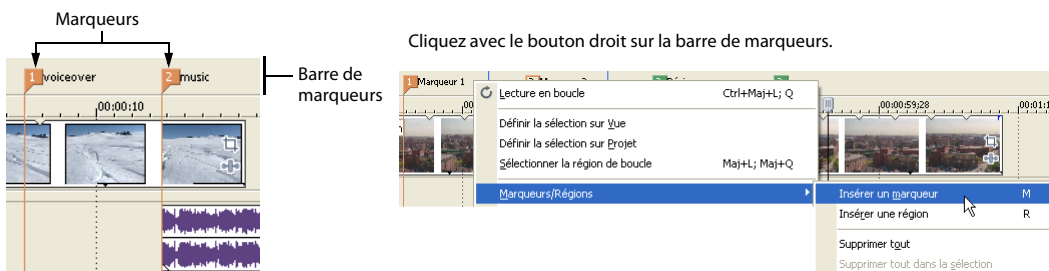 Marqueurs
1 voiceover
2 music
00:00:10
Barre de
marqueurs
Cliquez avec le bouton droit sur la barre de marqueurs.
1 Marqueur 1
00:00:59;28
Lecture en boucle Ctrl+Maj+L; Q
Définir la sélection sur Vue
Définir la sélection sur Projet
Sélectionner la région de boucle Maj+L; Maj+Q
Marqueurs/Régions
Insérer un marqueur M
Insérer une région R
Supprimer tout
Supprimer tout dans la sélection